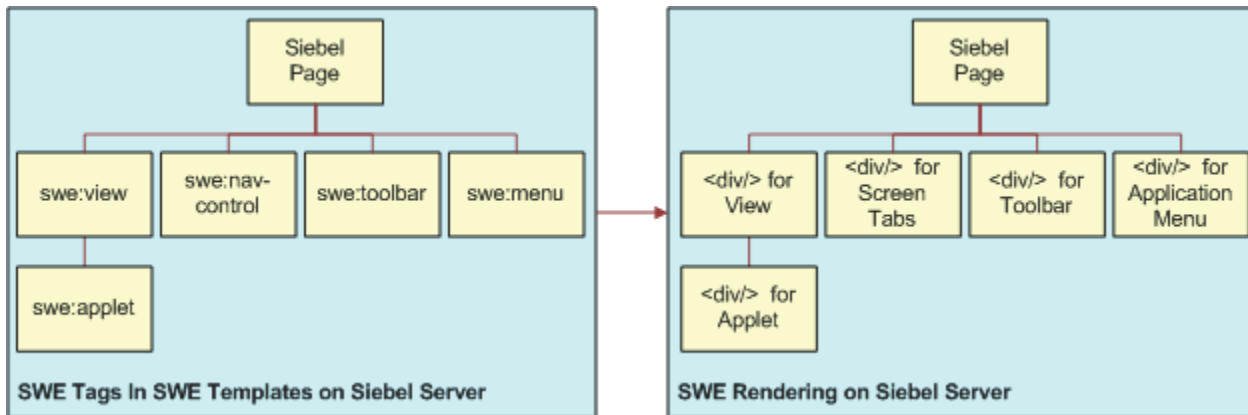 Siebel
Page
swe:view
swe:nav-
control
swe:toolbar
swe:menu
swe:applet
SWE Tags In SWE Templates on Siebel Server
Siebel
Page
<div/> for
View
<div/> for
Screen
Tabs
<div/> for
Toolbar
<div/> for
Application
Menu
<div/> for
Applet
SWE Rendering on Siebel Server